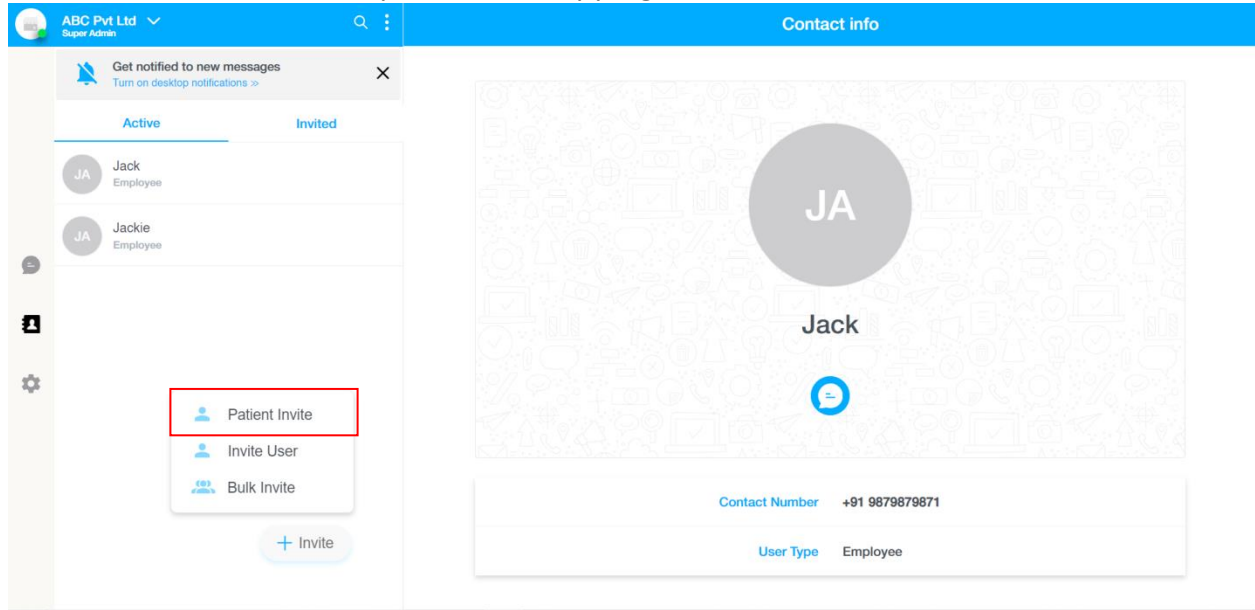 ABC Pvt Ltd
Super Admin
Contact info
Get notified to new messages
Turn on desktop notifications »
Active Invited
JA
Jack
Employee
JA
Jackie
Employee
Patient Invite
Invite User
Bulk Invite
+ Invite
JA
Jack
Contact Number +91 9879879871
User Type Employee